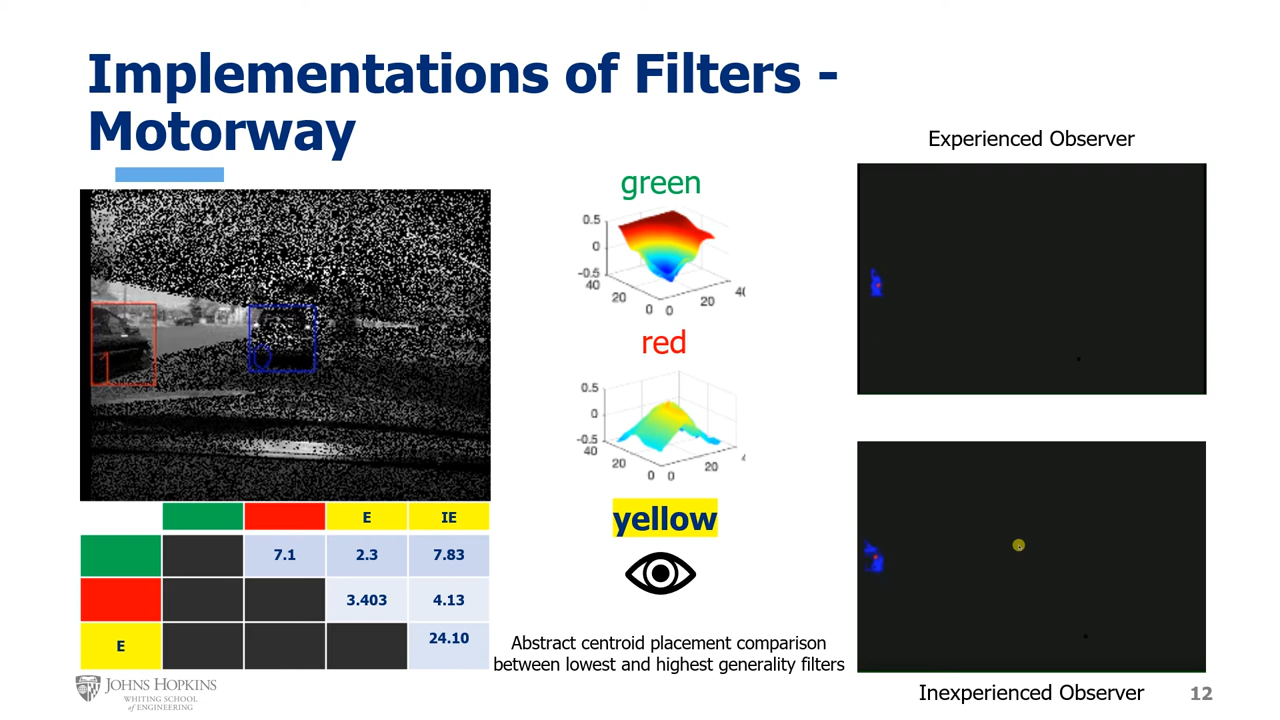 Implementations of Filters -
Motorway
Experienced Observer
green
0.5
0
-0.5
40
20
0
0
20
40
red
0.5
0
-0.5
40
20
0
0
20
yellow
1
0
E
IE
7.1
2.3
7.83
3.403
4.13
E
24.10
Abstract centroid placement comparison
between lowest and highest generality filters
JOHNS HOPKINS
WHITING SCHOOL
of ENGINEERING
Inexperienced Observer
12